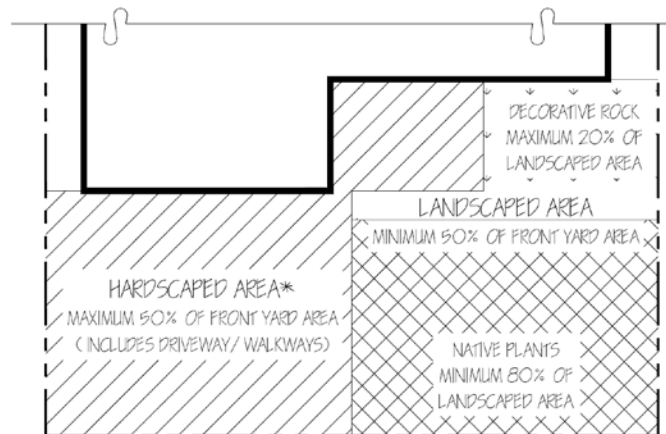 DECORATIVE ROCK
MAXIMUM 20% OF
LANDSCAPED AREA
LANDSCAPED AREA
MINIMUM 50% OF FRONT YARD AREA
HARDSCAPED AREA*
MAXIMUM 50% OF FRONT YARD AREA
(INCLUDES DRIVEWAY/WALKWAYS)
NATIVE PLANTS
MINIMUM 80% OF
LANDSCAPED AREA